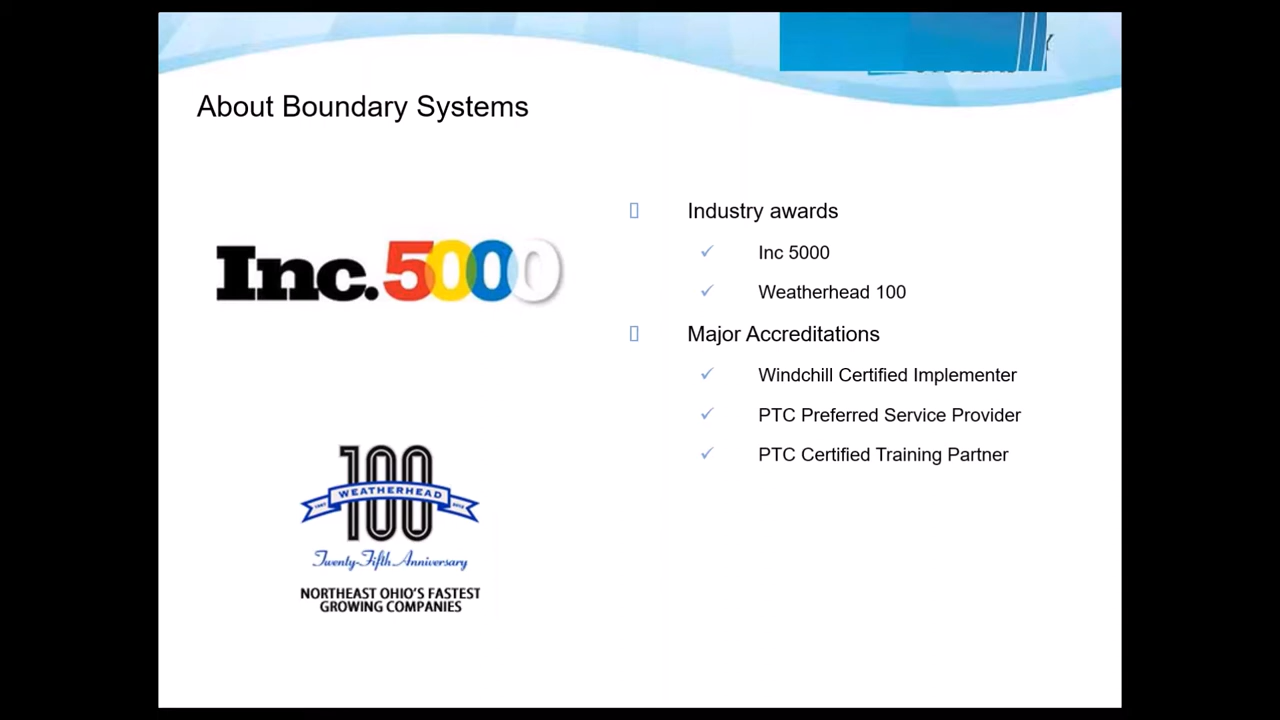 About Boundary Systems
Inc.5000
100
WEATHERHEAD
Twenty-Fifth Anniversary
NORTHEAST OHIO'S FASTEST
GROWING COMPANIES
Industry awards
✓ Inc 5000
✓ Weatherhead 100
Major Accreditations
✓ Windchill Certified Implementer
✓ PTC Preferred Service Provider
✓ PTC Certified Training Partner